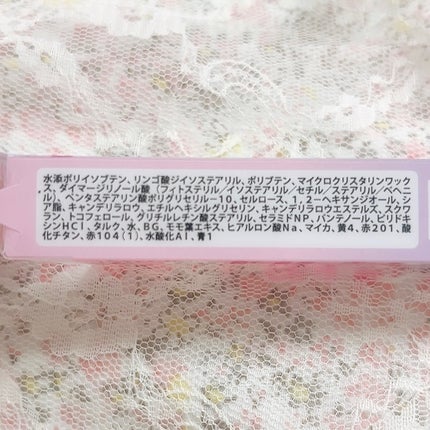 水添ポリイソブテン, リンゴ酸ジイソステアリル, ポリブテン, マイクロクリスタリンワック
ス, ダイマージリノール酸 (フィトステリル/イソステアリル/セチル/ステアリル/ベヘニ
ル), ペンタステアリン酸ポリグリセリル-10, セルロース, 1, 2-ヘキサンジオール, シ
ア脂, キャンデリラロウ, エチルヘキシルグリセリン, キャンデリラロウエステルズ, スクワ
ラン, トコフェロール, グリチルレチン酸ステアリル, セラミドNP, パンテノール, ピリドキ
シンHCl, タルク, 水, BG, モモ葉エキス, ヒアルロン酸Na, マイカ, 黄4, 赤201, 酸
化チタン, 赤104(1), 水酸化Al, 青1